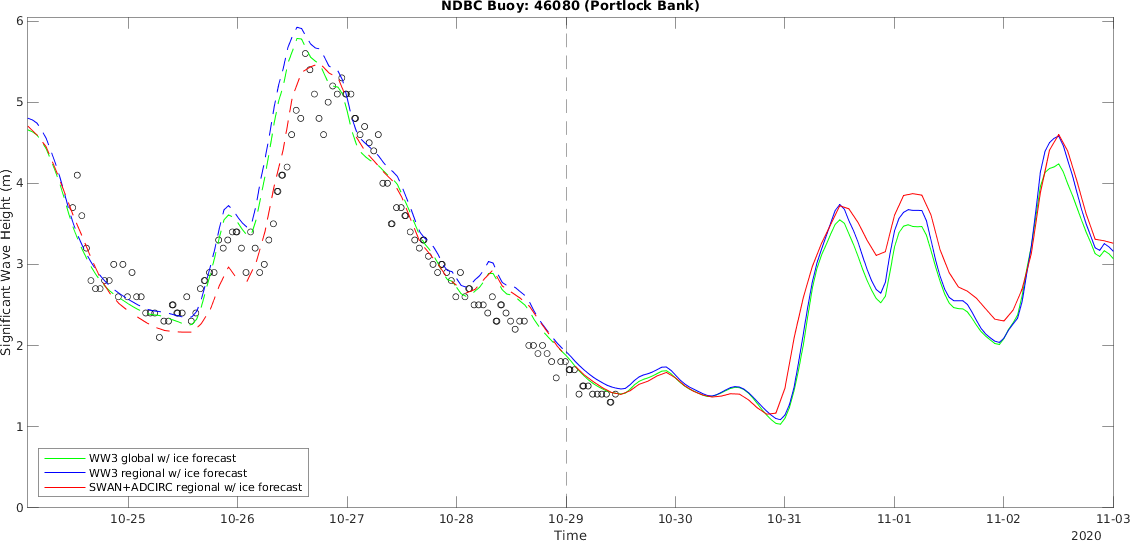 NDBC Buoy: 46080 (Portlock Bank)
6
5
4
3
2
1
0
Significant Wave Height (m)
WW3 global w/ ice forecast
WW3 regional w/ ice forecast
SWAN+ADCIRC regional w/ ice forecast
10-25 10-26 10-27 10-28 10-29 10-30 10-31 11-01 11-02 11-03
Time
2020